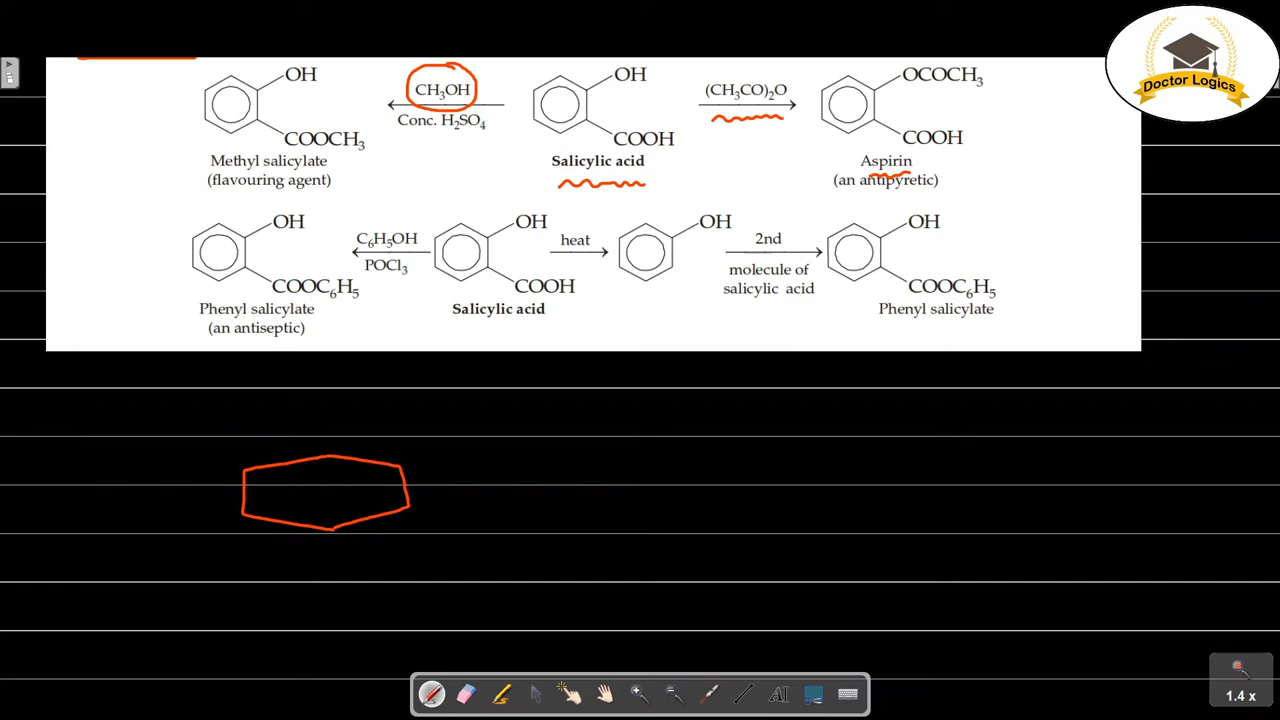 Doctor Logics
OH CH₃OH OH (CH₃CO)₂O OCOCH₃
Conc. H₂SO₄
COOCH₃ COOH COOH
Methyl salicylate Salicylic acid Aspirin
(flavouring agent) (an antipyretic)
OH C₆H₅OH OH heat OH 2nd OH
POCl₃ molecule of
COOC₆H₅ COOH salicylic acid COOC₆H₅
Phenyl salicylate Salicylic acid Phenyl salicylate
(an antiseptic)
AI
1.4 x